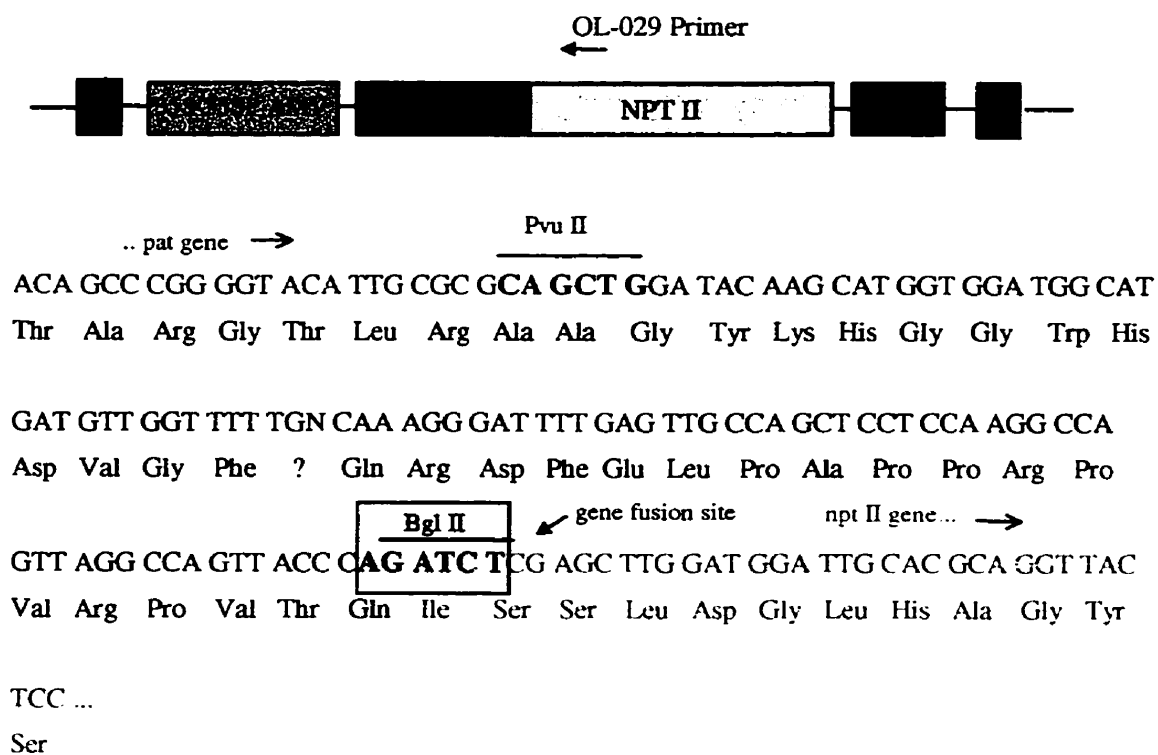 OL-029 Primer
NPT II
Pvu II
.. pat gene
ACA GCC CGG GGT ACA TTG CGC GCA GCT GGA TAC AAG CAT GGT GGA TGG CAT
Thr Ala Arg Gly Thr Leu Arg Ala Ala Gly Tyr Lys His Gly Gly Trp His
GAT GTT GGT TTT TGN CAA AGG GAT TTT GAG TTG CCA GCT CCT CCA AGG CCA
Asp Val Gly Phe ? Gln Arg Asp Phe Glu Leu Pro Ala Pro Pro Arg Pro
Bgl II
gene fusion site
npt II gene...
GTT AGG CCA GTT ACC CAG ATC TCG AGC TTG GAT GGA TTG CAC GCA GGT TAC
Val Arg Pro Val Thr Gln Ile Ser Ser Leu Asp Gly Leu His Ala Gly Tyr
TCC ...
Ser